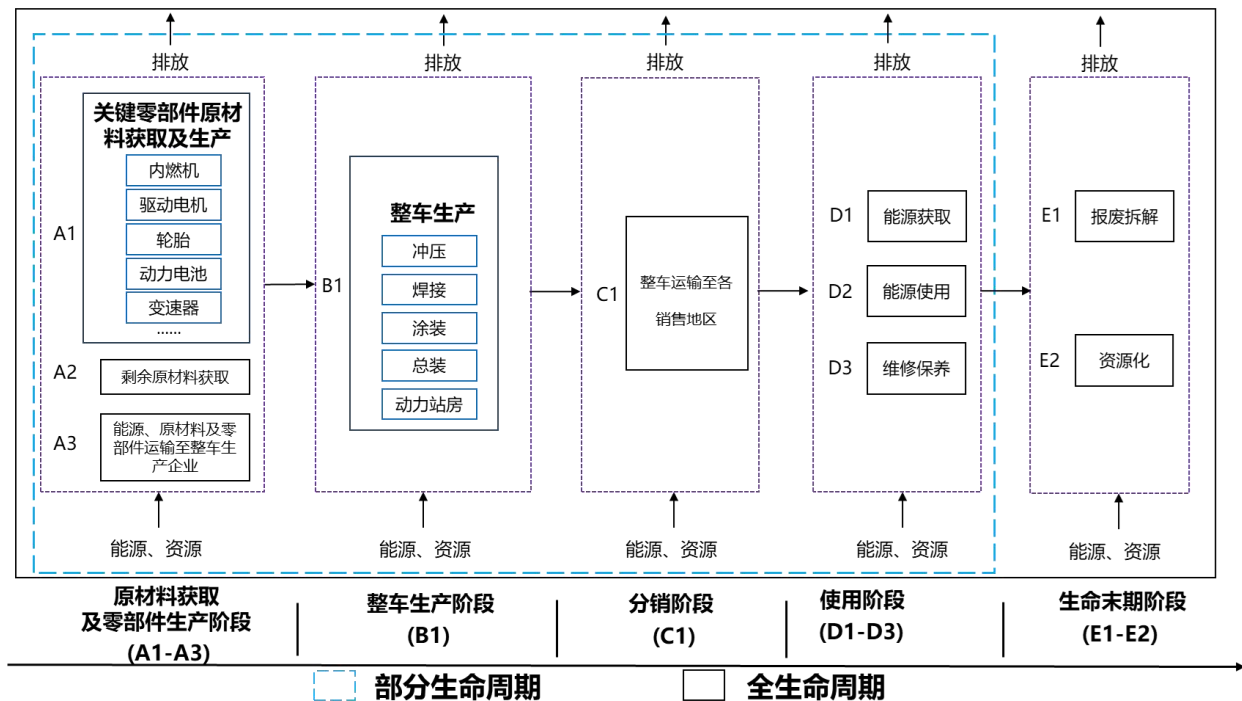 排放
排放
排放
排放
排放
A1
关键零部件原材
料获取及生产
内燃机
驱动电机
轮胎
动力电池
变速器
......
A2
剩余原材料获取
A3
能源、原材料及零
部件运输至整车生
产企业
B1
整车生产
冲压
焊接
涂装
总装
动力站房
C1
整车运输至各
销售地区
D1
能源获取
D2
能源使用
D3
维修保养
E1
报废拆解
E2
资源化
能源、资源
能源、资源
能源、资源
能源、资源
能源、资源
原材料获取
及零部件生产阶段
(A1-A3)
整车生产阶段
(B1)
分销阶段
(C1)
使用阶段
(D1-D3)
生命末期阶段
(E1-E2)
部分生命周期
全生命周期